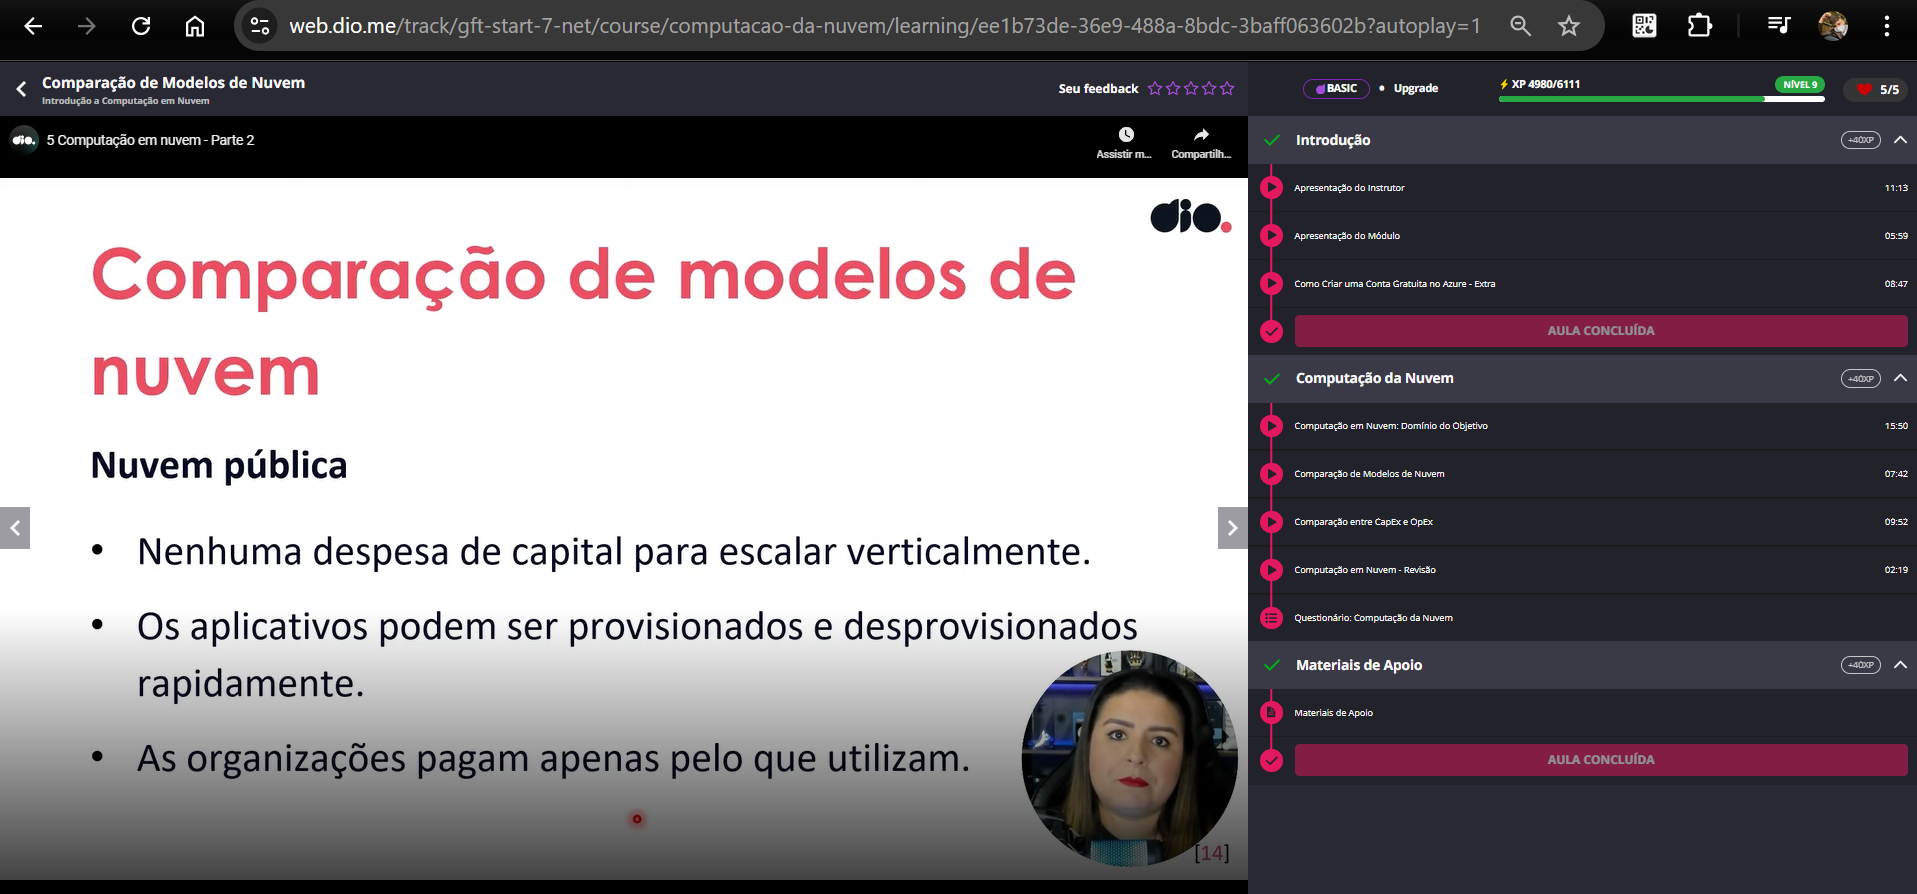 web.dio.me/track/gft-start-7-net/course/computacao-da-nuvem/learning/ee1b73de-36e9-488a-8bdc-3baff063602b?autoplay=1
Comparação de Modelos de Nuvem
Introdução a Computação em Nuvem
Seu feedback
BASIC
Upgrade
XP 4980/6111
NÍVEL 9
5/5
dio.
5 Computação em nuvem - Parte 2
Assistir m...
Compartilh...
dio.
Comparação de modelos de
nuvem
Nuvem pública
• Nenhuma despesa de capital para escalar verticalmente.
• Os aplicativos podem ser provisionados e desprovisionados
rapidamente.
• As organizações pagam apenas pelo que utilizam.
[14]
Introdução
+40XP
Apresentação do Instrutor
11:13
Apresentação do Módulo
05:59
Como Criar uma Conta Gratuita no Azure - Extra
08:47
AULA CONCLUÍDA
Computação da Nuvem
+40XP
Computação em Nuvem: Domínio do Objetivo
15:50
Comparação de Modelos de Nuvem
07:42
Comparação entre CapEx e OpEx
09:52
Computação em Nuvem - Revisão
02:19
Questionário: Computação da Nuvem
Materiais de Apoio
+40XP
Materiais de Apoio
AULA CONCLUÍDA